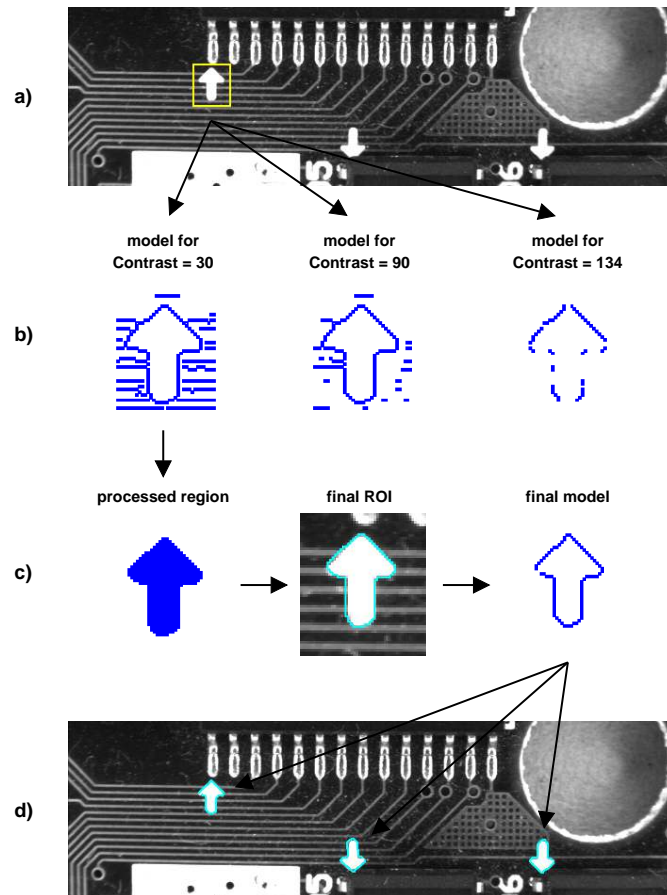 a)
model for
Contrast = 30
model for
Contrast = 90
model for
Contrast = 134
b)
processed region
final ROI
final model
c)
d)